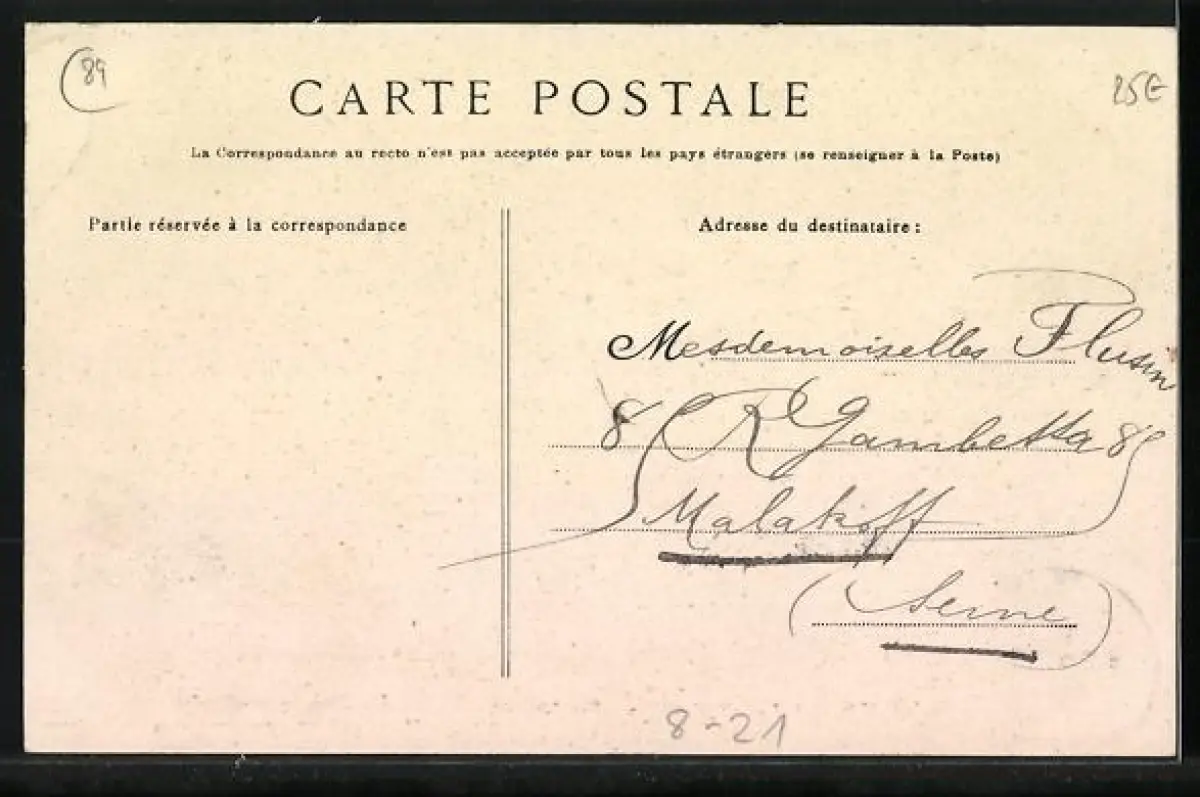 89
CARTE POSTALE
25€
La Correspondance au recto n'est pas acceptée par tous les pays étrangers (se renseigner à la Poste)
Partie réservée à la correspondance
Adresse du destinataire :
Mesdemoiselles Flusin
8 R Gambetta 8
Malakoff
(Seine)
8-21